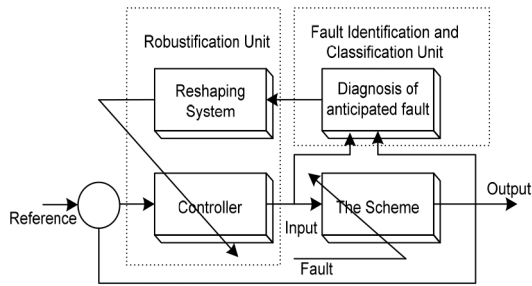 Robustification Unit
Fault Identification and
Classification Unit
Reshaping
System
Diagnosis of
anticipated fault
Reference
Controller
Input
The Scheme
Output
Fault